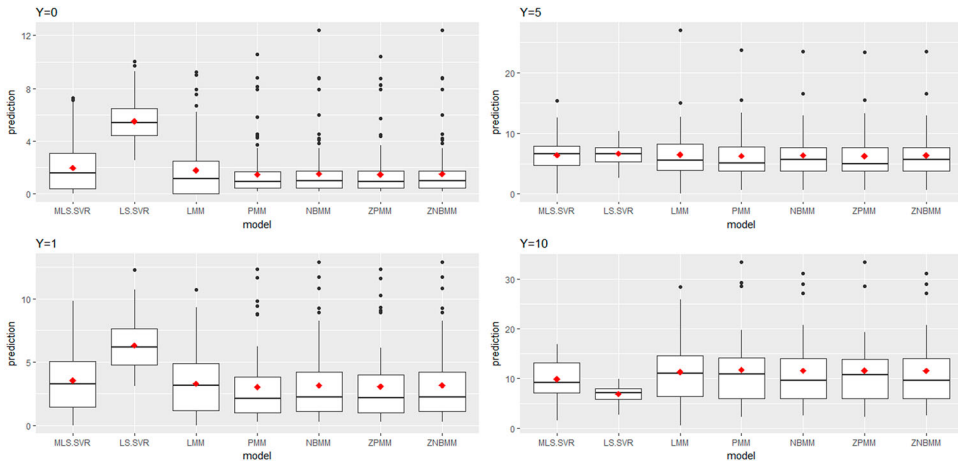 Y=0
12
8
4
0
prediction
MLS.SVR LS.SVR LMM PMM NBMM ZPMM ZNBMM
model
Y=5
20
10
0
prediction
MLS.SVR LS.SVR LMM PMM NBMM ZPMM ZNBMM
model
Y=1
10
5
0
prediction
MLS.SVR LS.SVR LMM PMM NBMM ZPMM ZNBMM
model
Y=10
30
20
10
0
prediction
MLS.SVR LS.SVR LMM PMM NBMM ZPMM ZNBMM
model